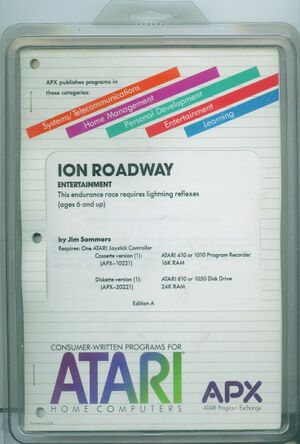 APX publishes programs in
these categories:
Systems/Telecommunications
Home Management
Personal Development
Entertainment
Learning
ION ROADWAY
ENTERTAINMENT
This endurance race requires lightning reflexes
(ages 6 and up)
by Jim Sommers
Requires: One ATARI Joystick Controller
Cassette version (1): ATARI 410 or 1010 Program Recorder
(APX-10221) 16K RAM
Diskette version (1): ATARI 810 or 1050 Disk Drive
(APX-20221) 24K RAM
Edition A
CONSUMER-WRITTEN PROGRAMS FOR
ATARI
HOME COMPUTERS
APX
ATARI Program Exchange
Printed in U.S.A.